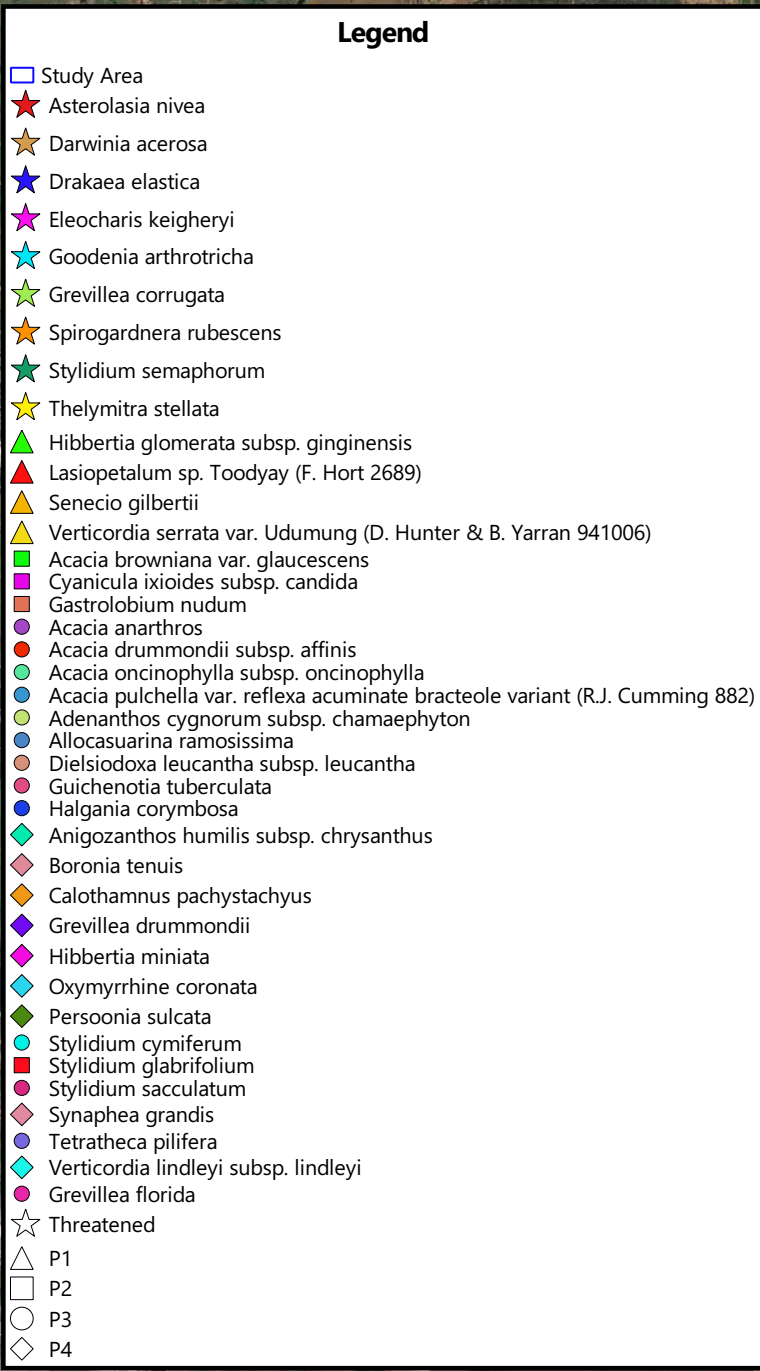 Legend
Study Area
Asterolasia nivea
Darwinia acerosa
Drakaea elastica
Eleocharis keigheryi
Goodenia arthrotricha
Grevillea corrugata
Spirogardnera rubescens
Stylidium semaphorum
Thelymitra stellata
Hibbertia glomerata subsp. ginginensis
Lasiopetalum sp. Toodyay (F. Hort 2689)
Senecio gilbertii
Verticordia serrata var. Udumung (D. Hunter & B. Yarran 941006)
Acacia browniana var. glaucescens
Cyanicula ixioides subsp. candida
Gastrolobium nudum
Acacia anarthros
Acacia drummondii subsp. affinis
Acacia oncinophylla subsp. oncinophylla
Acacia pulchella var. reflexa acuminate bracteole variant (R.J. Cumming 882)
Adenanthos cygnorum subsp. chamaephyton
Allocasuarina ramosissima
Dielsiodoxa leucantha subsp. leucantha
Guichenotia tuberculata
Halgania corymbosa
Anigozanthos humilis subsp. chrysanthus
Boronia tenuis
Calothamnus pachystachyus
Grevillea drummondii
Hibbertia miniata
Oxymyrrhine coronata
Persoonia sulcata
Stylidium cymiferum
Stylidium glabrifolium
Stylidium sacculatum
Synaphea grandis
Tetratheca pilifera
Verticordia lindleyi subsp. lindleyi
Grevillea florida
Threatened
P1
P2
P3
P4